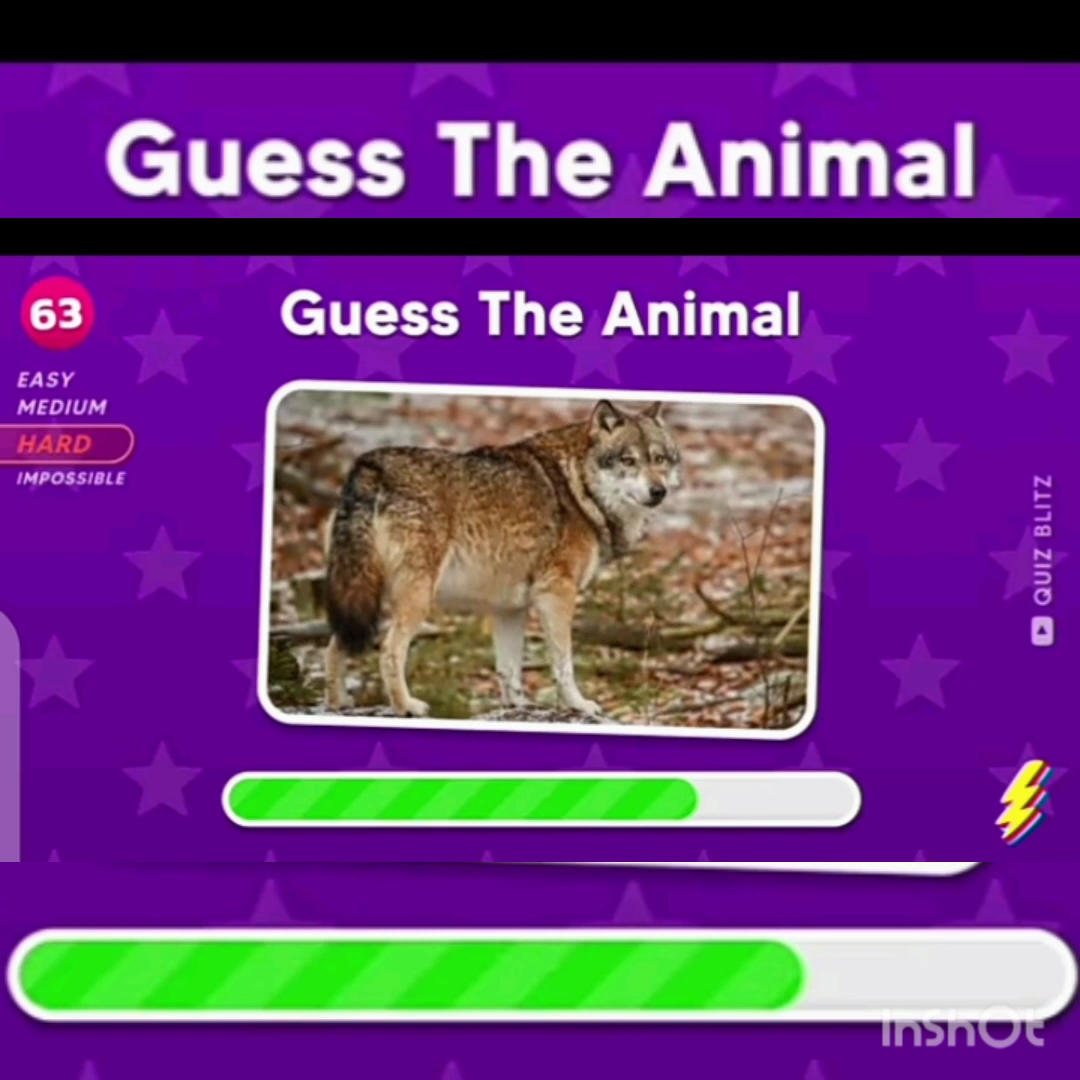 Guess The Animal
63
Guess The Animal
EASY
MEDIUM
HARD
IMPOSSIBLE
QUIZ BLITZ
InShOt